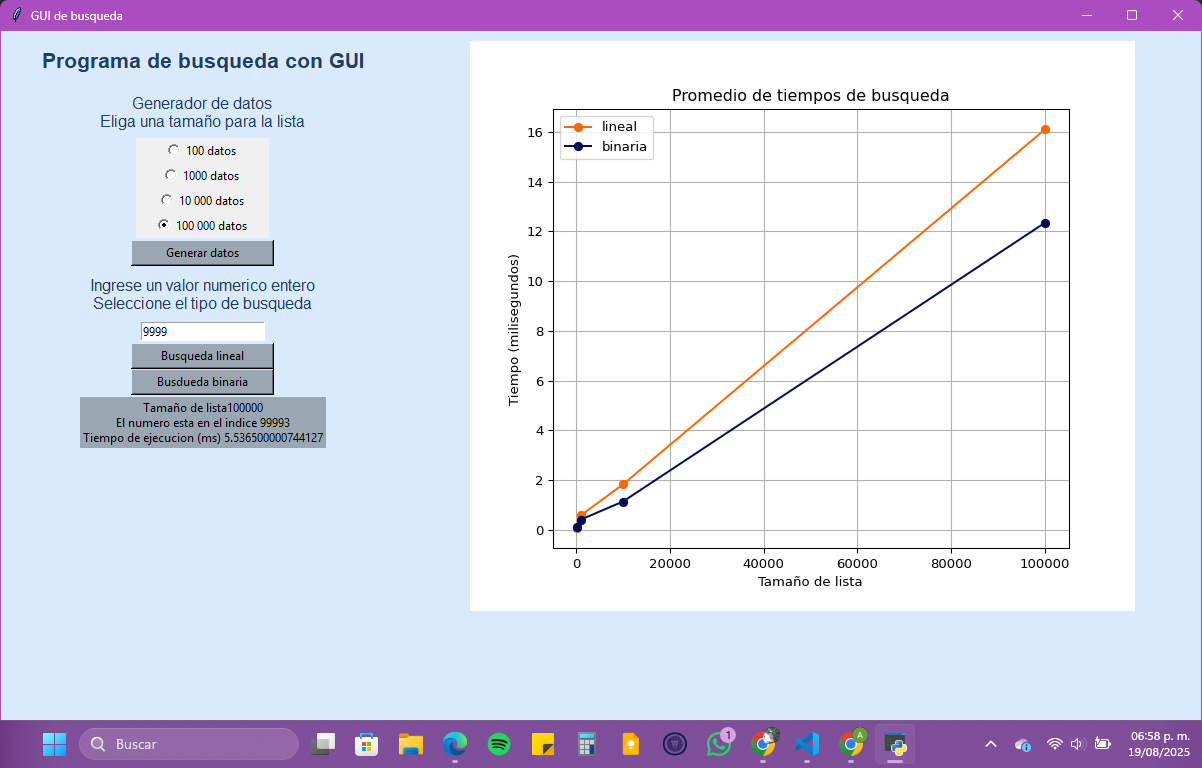 GUI de busqueda
Programa de busqueda con GUI
Generador de datos
Eliga una tamaño para la lista
100 datos
1000 datos
10 000 datos
100 000 datos
Generar datos
Ingrese un valor numerico entero
Seleccione el tipo de busqueda
9999
Busqueda lineal
Busdueda binaria
Tamaño de lista100000
El numero esta en el indice 99993
Tiempo de ejecucion (ms) 5.536500000744127
Promedio de tiempos de busqueda
lineal
binaria
Tiempo (milisegundos)
16
14
12
10
8
6
4
2
0
0
20000
40000
60000
80000
100000
Tamaño de lista
Buscar
1
A
06:58 p. m.
19/08/2025